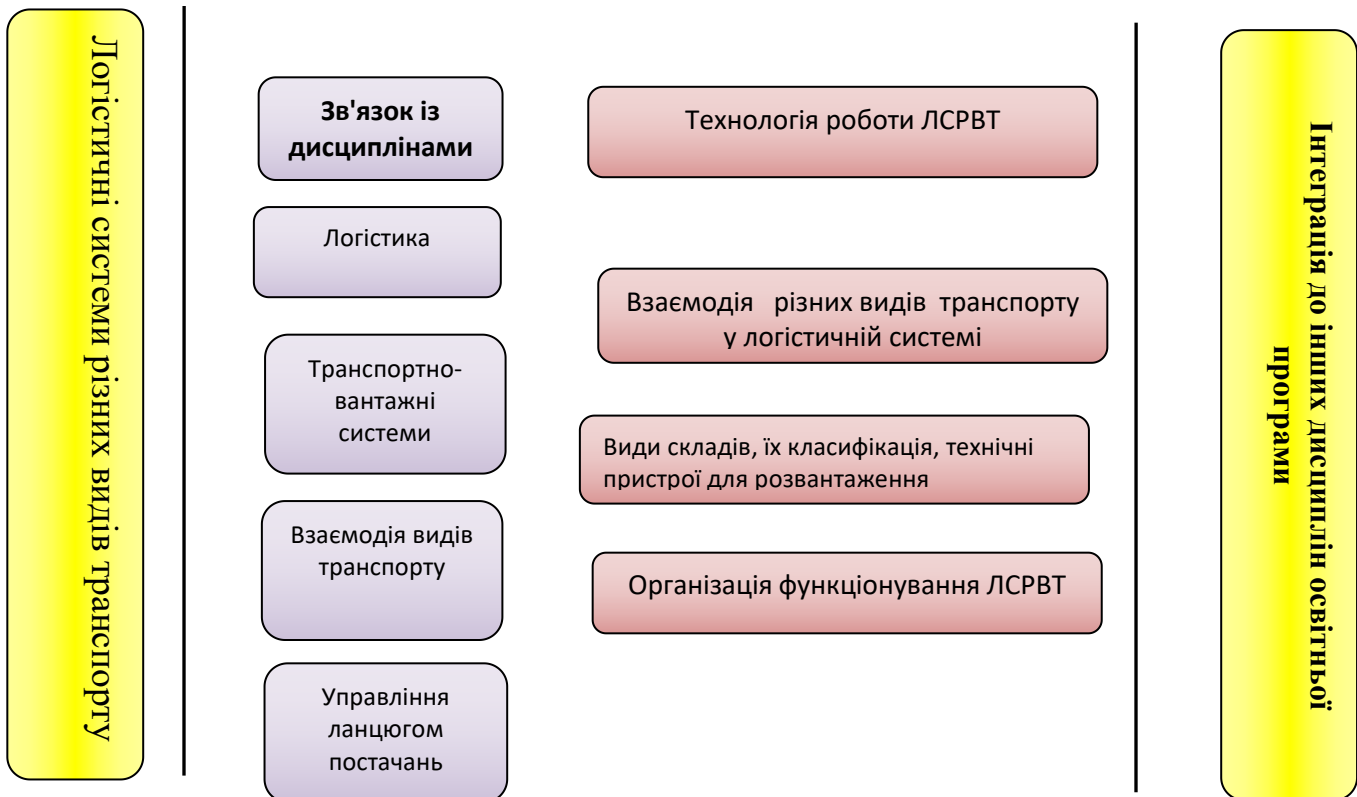 Логістичні системи різних видів транспорту
Зв'язок із
дисциплінами
Логістика
Транспортно-
вантажні
системи
Взаємодія видів
транспорту
Управління
ланцюгом
постачань
Технологія роботи ЛСРВТ
Взаємодія різних видів транспорту
у логістичній системі
Види складів, їх класифікація, технічні
пристрої для розвантаження
Організація функціонування ЛСРВТ
Інтеграція до інших дисциплін освітньої
програми